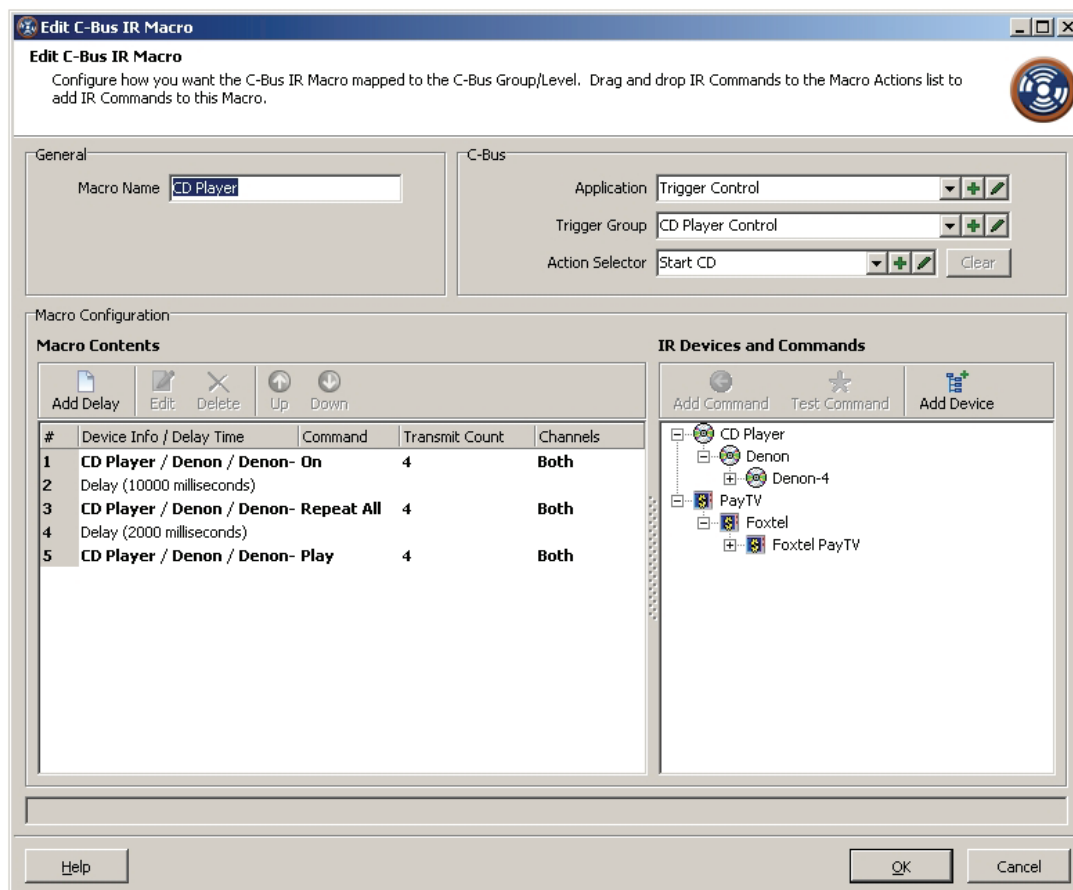 Edit C-Bus IR Macro
Edit C-Bus IR Macro
Configure how you want the C-Bus IR Macro mapped to the C-Bus Group/Level. Drag and drop IR Commands to the Macro Actions list to
add IR Commands to this Macro.
General
Macro Name CD Player
C-Bus
Application Trigger Control
Trigger Group CD Player Control
Action Selector Start CD Clear
Macro Configuration
Macro Contents
Add Delay Edit Delete Up Down
# Device Info / Delay Time Command Transmit Count Channels
1 CD Player / Denon / Denon- On 4 Both
2 Delay (10000 milliseconds)
3 CD Player / Denon / Denon- Repeat All 4 Both
4 Delay (2000 milliseconds)
5 CD Player / Denon / Denon- Play 4 Both
IR Devices and Commands
Add Command Test Command Add Device
CD Player
Denon
Denon-4
PayTV
Foxtel
Foxtel PayTV
Help OK Cancel